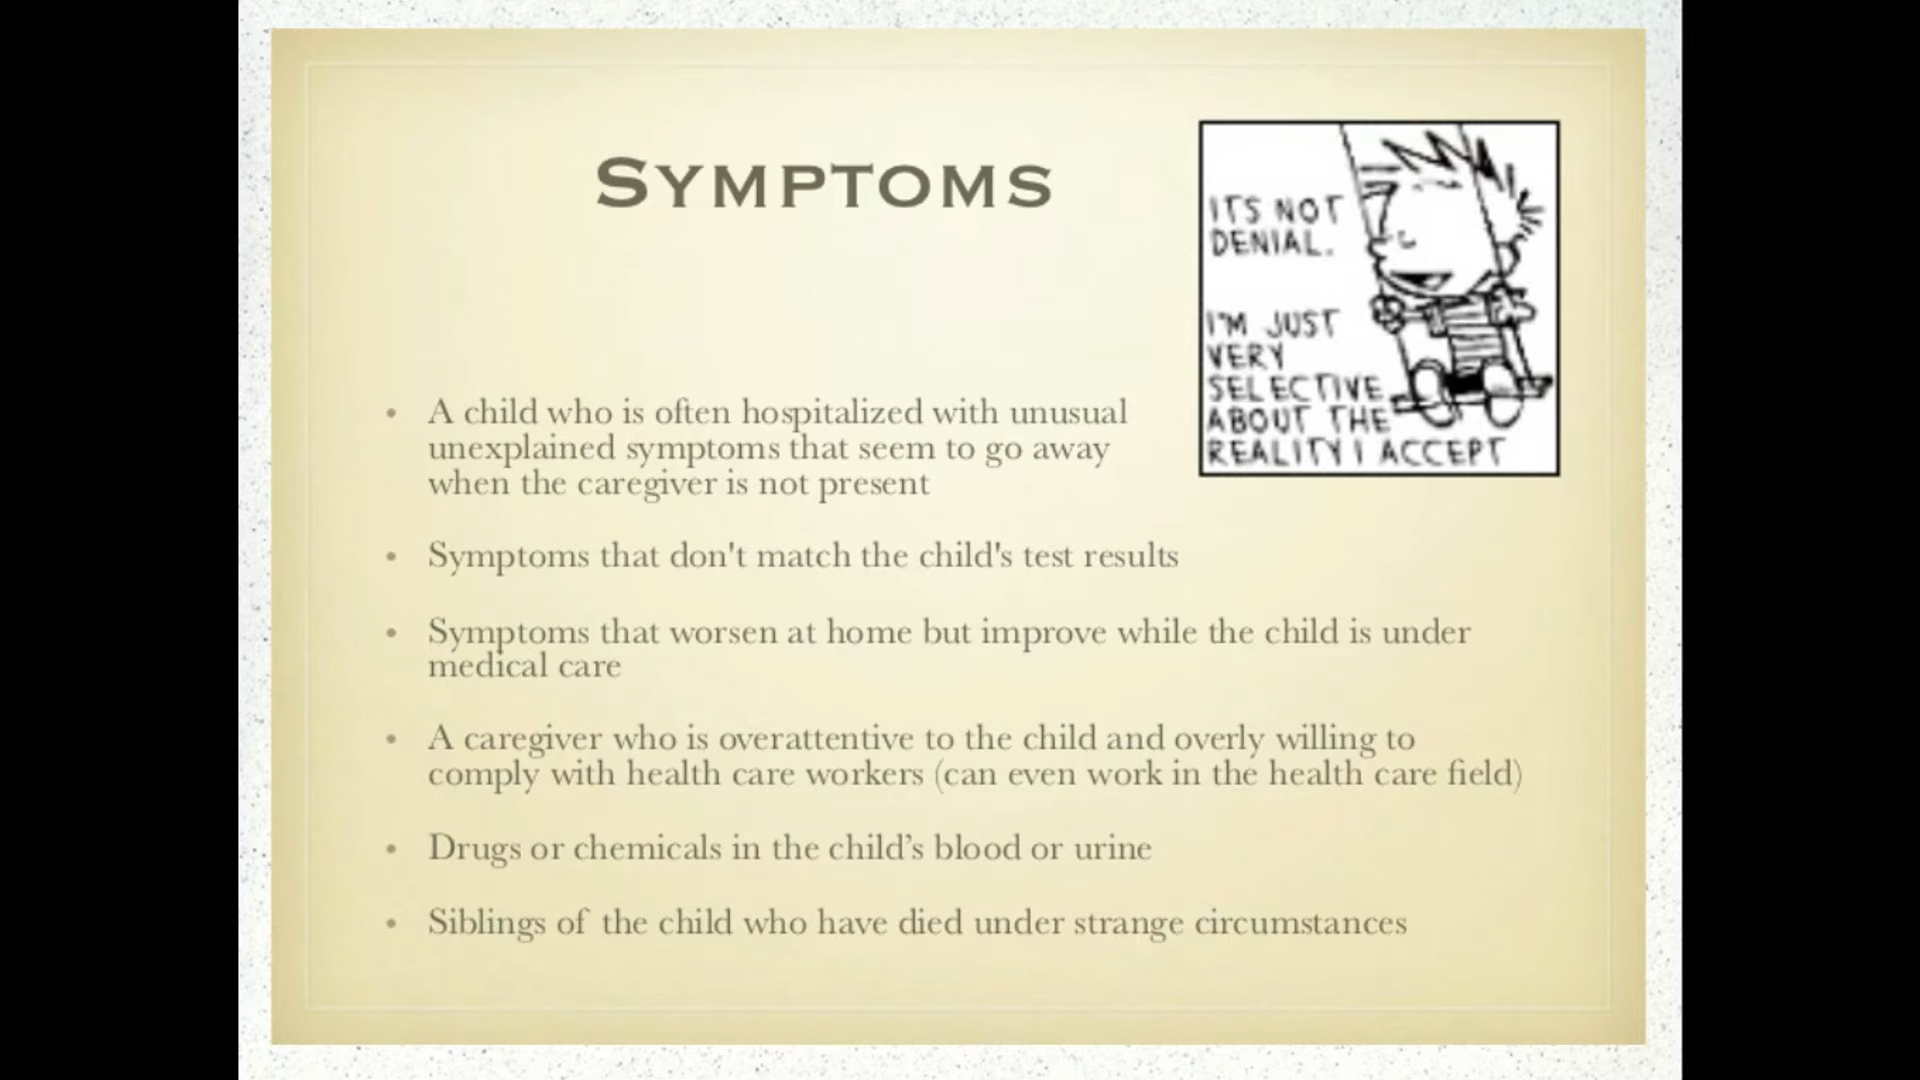 SYMPTOMS
ITS NOT
DENIAL.
I'M JUST
VERY
SELECTIVE
ABOUT THE
REALITY I ACCEPT
• A child who is often hospitalized with unusual
unexplained symptoms that seem to go away
when the caregiver is not present
• Symptoms that don't match the child's test results
• Symptoms that worsen at home but improve while the child is under
medical care
• A caregiver who is overattentive to the child and overly willing to
comply with health care workers (can even work in the health care field)
• Drugs or chemicals in the child’s blood or urine
• Siblings of the child who have died under strange circumstances